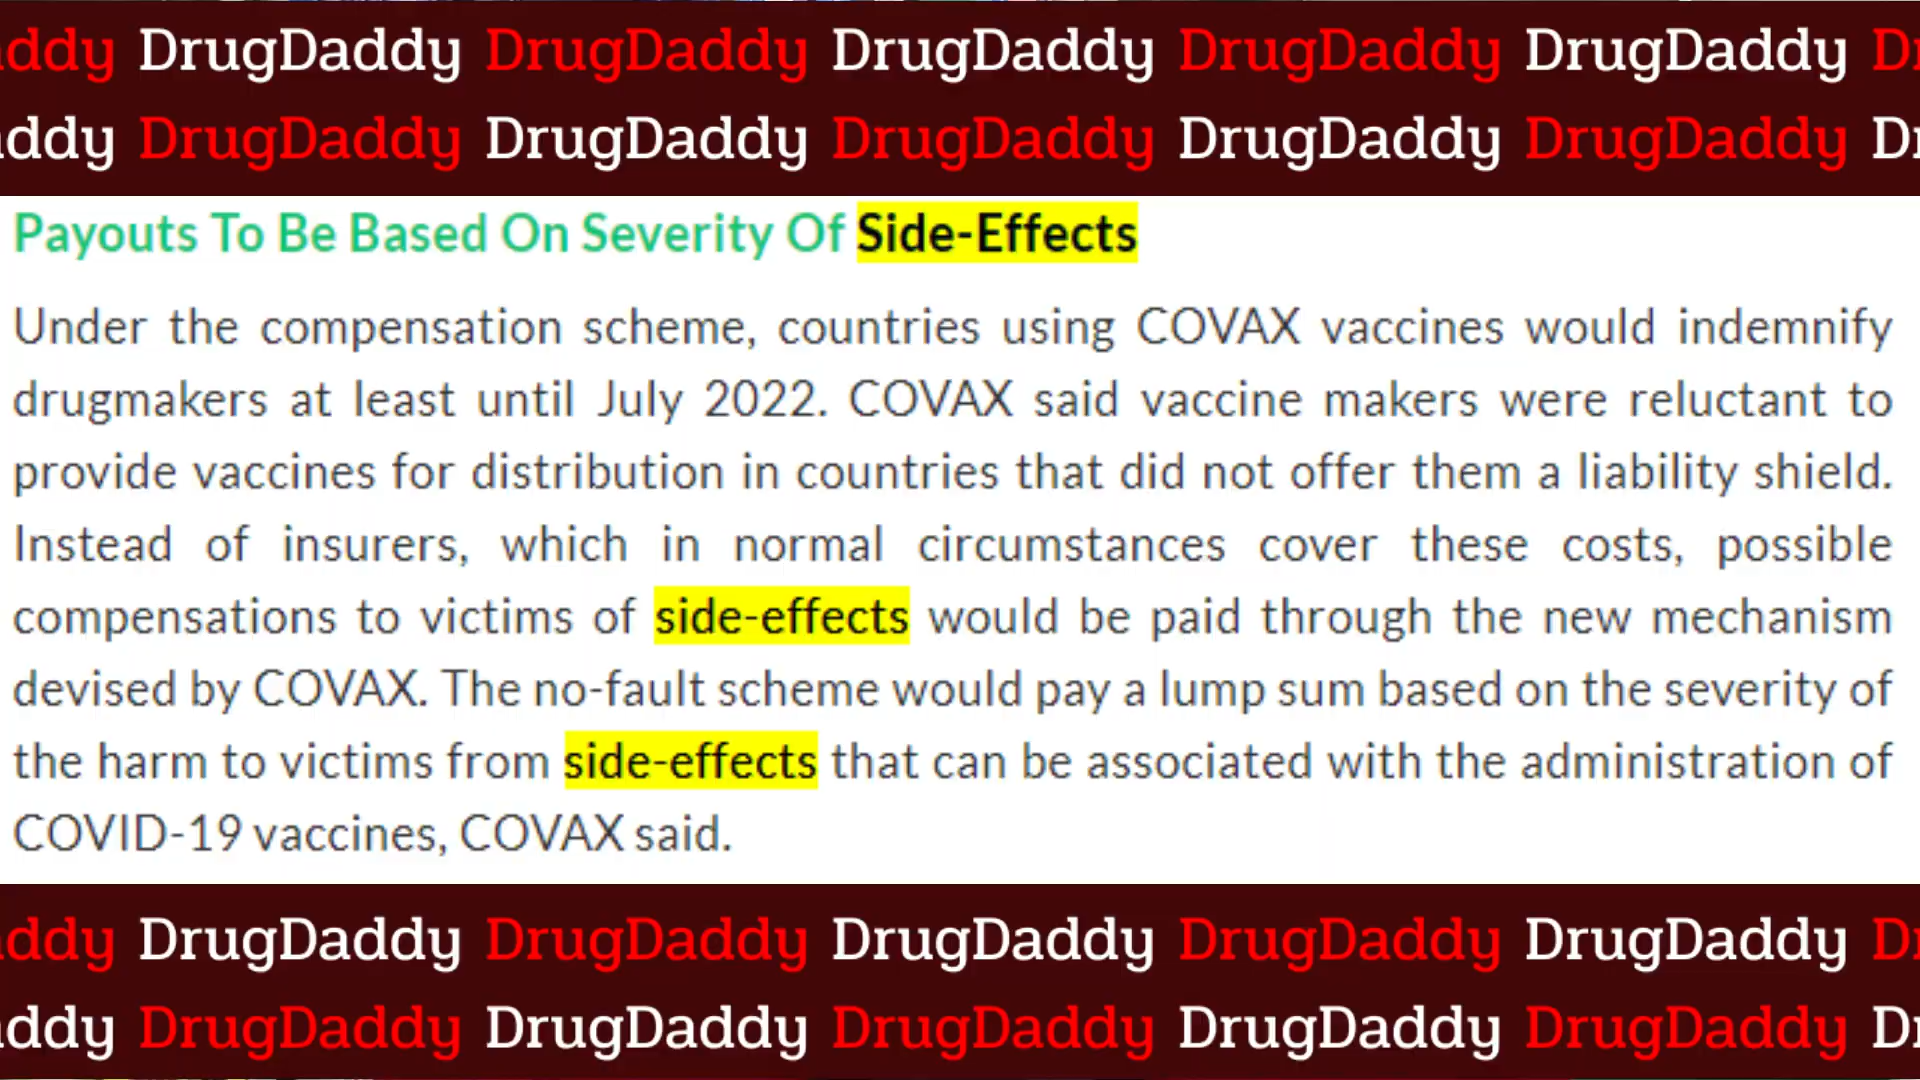 ddy DrugDaddy DrugDaddy DrugDaddy DrugDaddy DrugDaddy D
ddy DrugDaddy DrugDaddy DrugDaddy DrugDaddy DrugDaddy D
Payouts To Be Based On Severity Of Side-Effects
Under the compensation scheme, countries using COVAX vaccines would indemnify
drugmakers at least until July 2022. COVAX said vaccine makers were reluctant to
provide vaccines for distribution in countries that did not offer them a liability shield.
Instead of insurers, which in normal circumstances cover these costs, possible
compensations to victims of side-effects would be paid through the new mechanism
devised by COVAX. The no-fault scheme would pay a lump sum based on the severity of
the harm to victims from side-effects that can be associated with the administration of
COVID-19 vaccines, COVAX said.
ddy DrugDaddy DrugDaddy DrugDaddy DrugDaddy DrugDaddy D
ddy DrugDaddy DrugDaddy DrugDaddy DrugDaddy DrugDaddy D